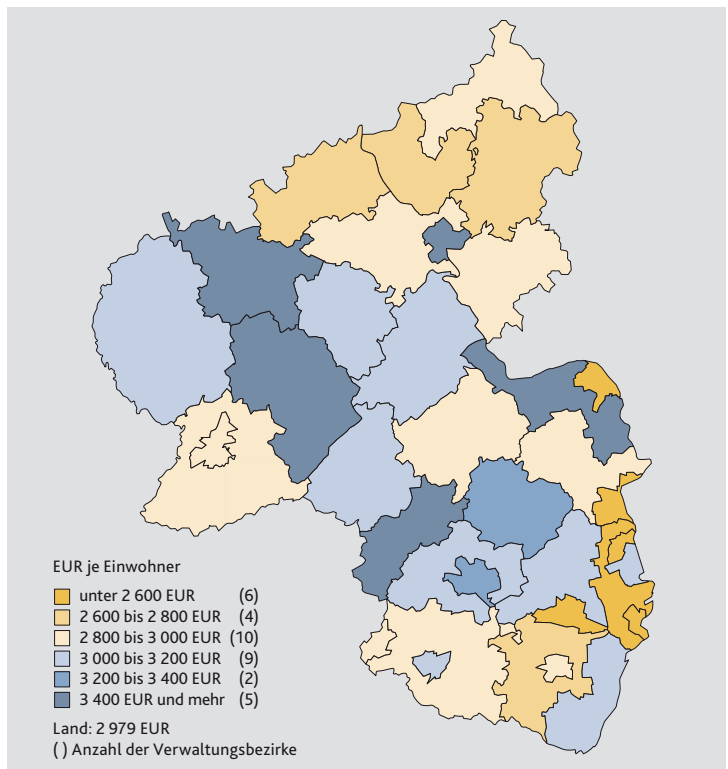 EUR je Einwohner
unter 2 600 EUR (6)
2 600 bis 2 800 EUR (4)
2 800 bis 3 000 EUR (10)
3 000 bis 3 200 EUR (9)
3 200 bis 3 400 EUR (2)
3 400 EUR und mehr (5)
Land: 2 979 EUR
( ) Anzahl der Verwaltungsbezirke